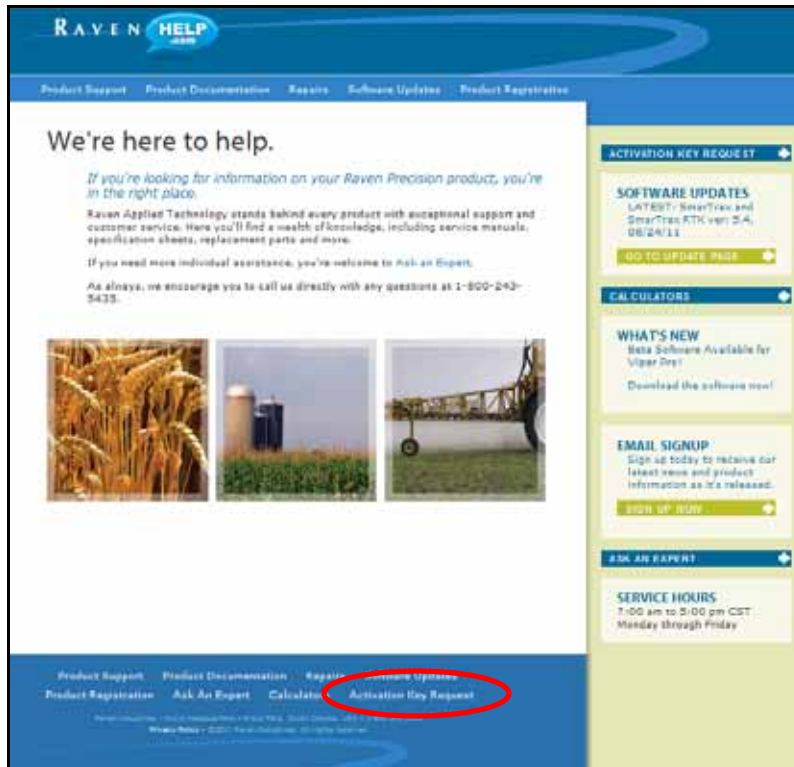 RAVEN HELP .com
Product Support Product Documentation Repairs Software Updates Product Registration
We're here to help.
If you're looking for information on your Raven Precision product, you're
in the right place.
Raven Applied Technology stands behind every product with exceptional support and
customer service. Here you'll find a wealth of knowledge, including service manuals,
specification sheets, replacement parts and more.
If you need more individual assistance, you're welcome to Ask an Expert.
As always, we encourage you to call us directly with any questions at 1-800-243-
5435.
ACTIVATION KEY REQUEST
SOFTWARE UPDATES
LATEST: SmarTrax and
SmarTrax RTK ver: 5.4,
08/24/11
GO TO UPDATE PAGE
CALCULATORS
WHAT'S NEW
Beta Software Available for
Viper Pro!
Download the software now!
EMAIL SIGNUP
Sign up today to receive our
latest news and product
information as it's released.
SIGN UP NOW
ASK AN EXPERT
SERVICE HOURS
7:00 am to 5:00 pm CST
Monday through Friday
Product Support Product Documentation Repairs Software Updates
Product Registration Ask An Expert Calculators Activation Key Request
Privacy Policy